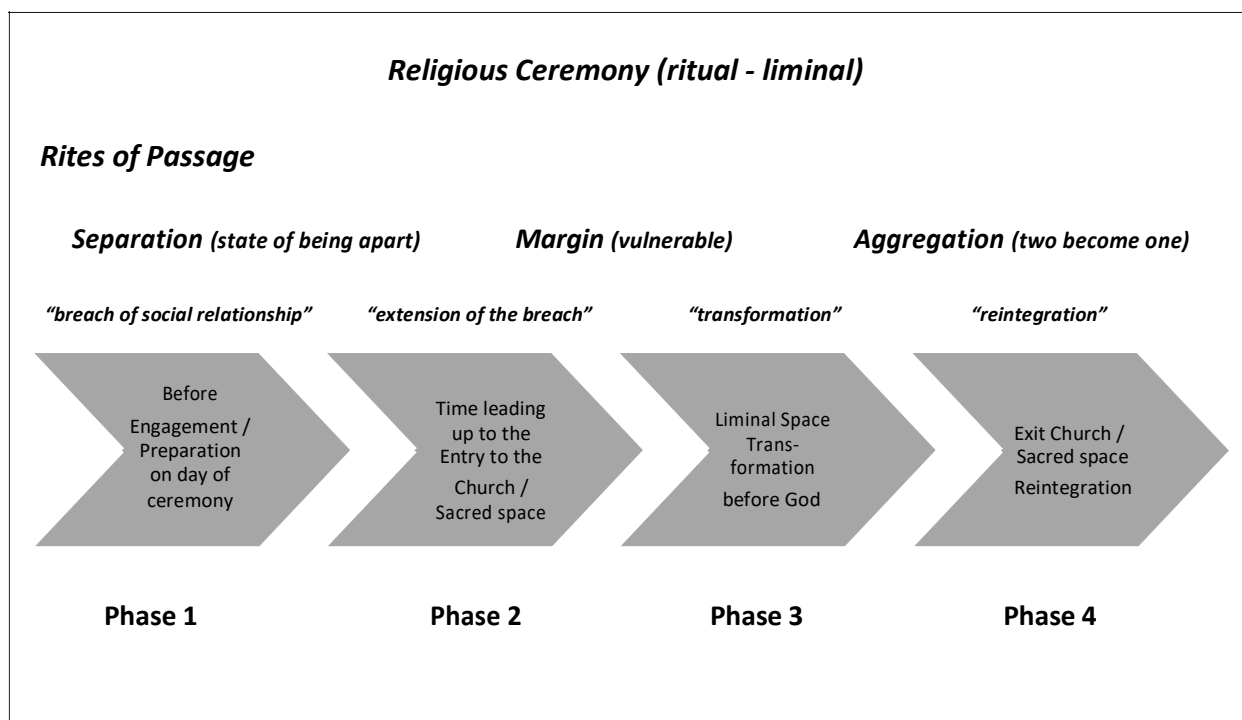 Religious Ceremony (ritual - liminal)
Rites of Passage
Separation (state of being apart) Margin (vulnerable) Aggregation (two become one)
“breach of social relationship” “extension of the breach” “transformation” “reintegration”
Before
Engagement /
Preparation
on day of
ceremony
Time leading
up to the
Entry to the
Church /
Sacred space
Liminal Space
Trans-
formation
before God
Exit Church /
Sacred space
Reintegration
Phase 1 Phase 2 Phase 3 Phase 4